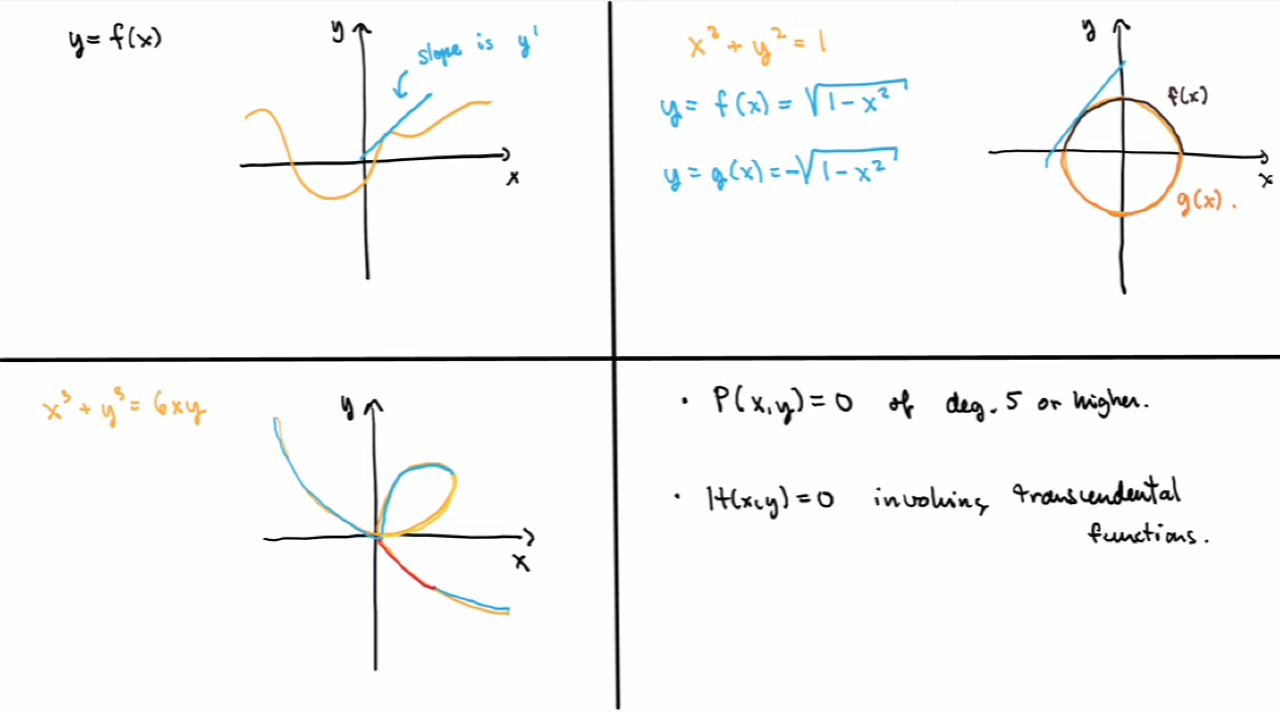 y = f(x)
y
slope is y'
x
x² + y² = 1
y = f(x) = √(1 - x²)
y = g(x) = -√(1 - x²)
y
f(x)
x
g(x).
x³ + y³ = 6xy
y
x
• P(x,y) = 0 of deg. 5 or higher.
• H(x,y) = 0 involving transcendental
functions.